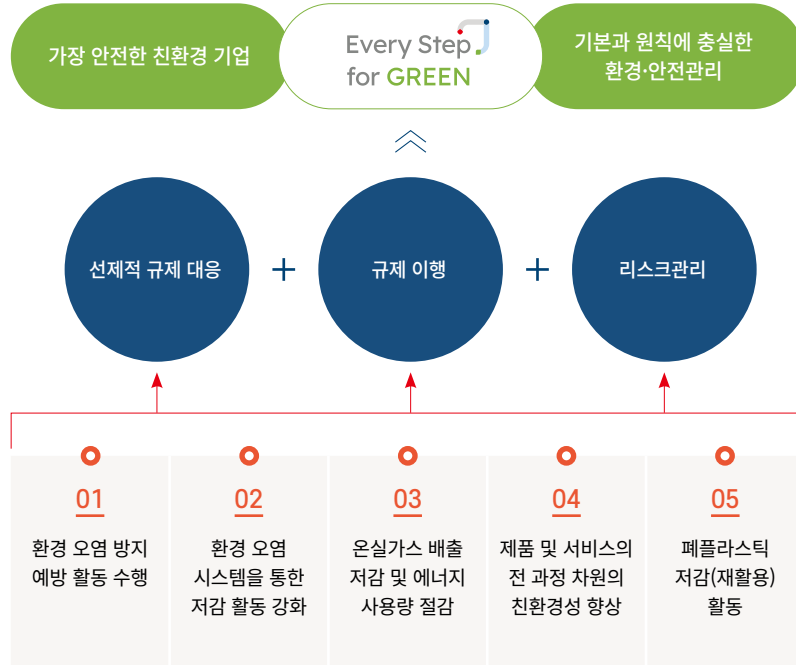 가장 안전한 친환경 기업
Every Step
for GREEN
기본과 원칙에 충실한
환경·안전관리
선제적 규제 대응
+
규제 이행
+
리스크관리
01
환경 오염 방지
예방 활동 수행
02
환경 오염
시스템을 통한
저감 활동 강화
03
온실가스 배출
저감 및 에너지
사용량 절감
04
제품 및 서비스의
전 과정 차원의
친환경성 향상
05
폐플라스틱
저감(재활용)
활동